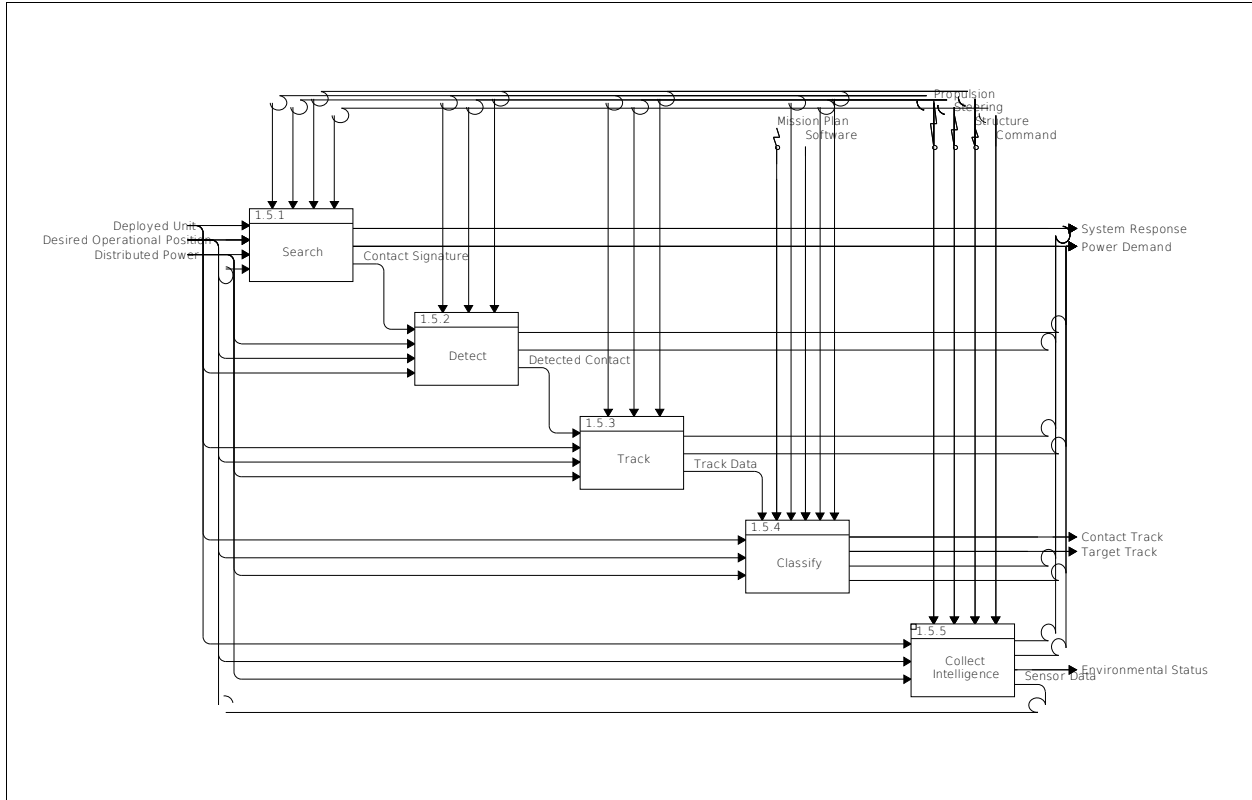 Propulsion
Steering
Mission Plan
Structure
Software
Command
1.5.1
Deployed Unit
System Response
Desired Operational Position
Search
Power Demand
Distributed Power
Contact Signature
1.5.2
Detect
Detected Contact
1.5.3
Track
Track Data
1.5.4
Contact Track
Target Track
Classify
1.5.5
Collect
Intelligence
Environmental Status
Sensor Data